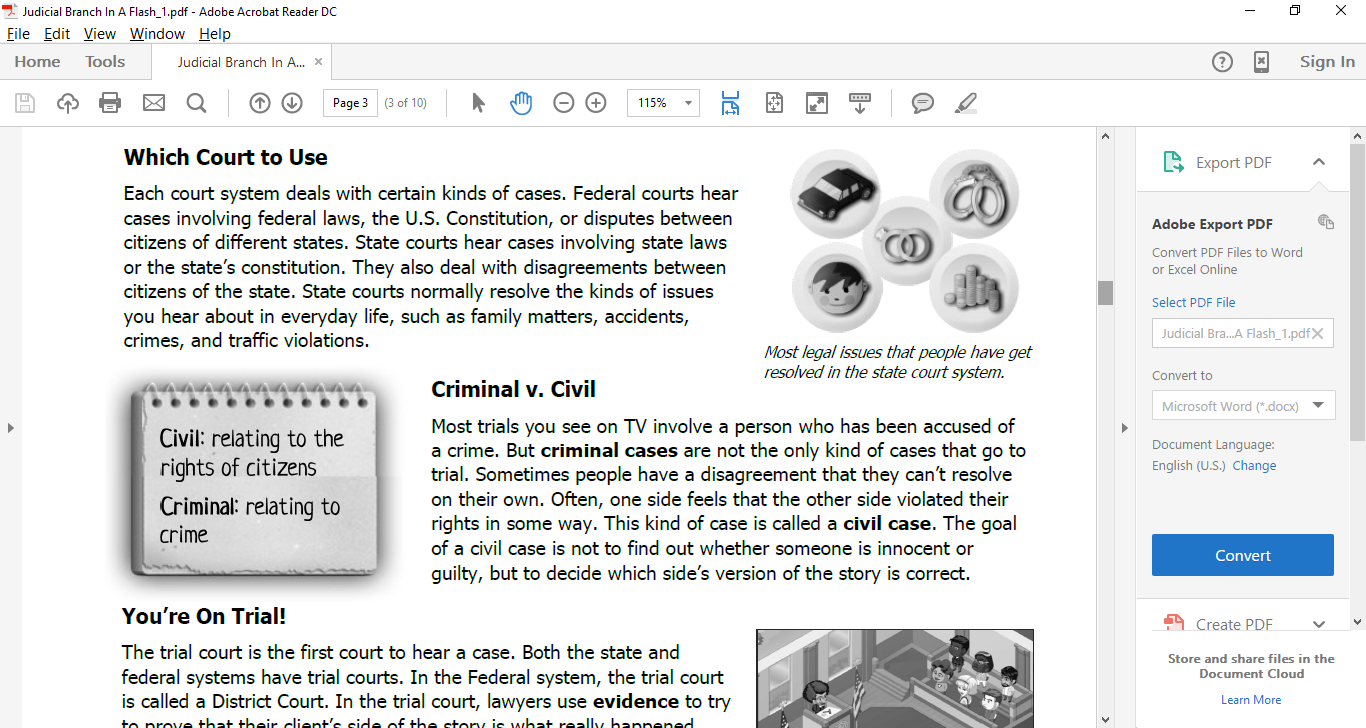 Judicial Branch In A Flash_1.pdf - Adobe Acrobat Reader DC
File Edit View Window Help
Home Tools Judicial Branch In A... × Sign In
Page 3 (3 of 10) 115%
Which Court to Use
Each court system deals with certain kinds of cases. Federal courts hear
cases involving federal laws, the U.S. Constitution, or disputes between
citizens of different states. State courts hear cases involving state laws
or the state's constitution. They also deal with disagreements between
citizens of the state. State courts normally resolve the kinds of issues
you hear about in everyday life, such as family matters, accidents,
crimes, and traffic violations.
Most legal issues that people have get
resolved in the state court system.
Civil: relating to the
rights of citizens
Criminal: relating to
crime
Criminal v. Civil
Most trials you see on TV involve a person who has been accused of
a crime. But criminal cases are not the only kind of cases that go to
trial. Sometimes people have a disagreement that they can't resolve
on their own. Often, one side feels that the other side violated their
rights in some way. This kind of case is called a civil case. The goal
of a civil case is not to find out whether someone is innocent or
guilty, but to decide which side's version of the story is correct.
You're On Trial!
The trial court is the first court to hear a case. Both the state and
federal systems have trial courts. In the Federal system, the trial court
is called a District Court. In the trial court, lawyers use evidence to try
to prove that their client's side of the story is what really happened.
Export PDF
Adobe Export PDF
Convert PDF Files to Word
or Excel Online
Select PDF File
Judicial Bra...A Flash_1.pdf
Convert to
Microsoft Word (*.docx)
Document Language:
English (U.S.) Change
Convert
Create PDF
Store and share files in the
Document Cloud
Learn More